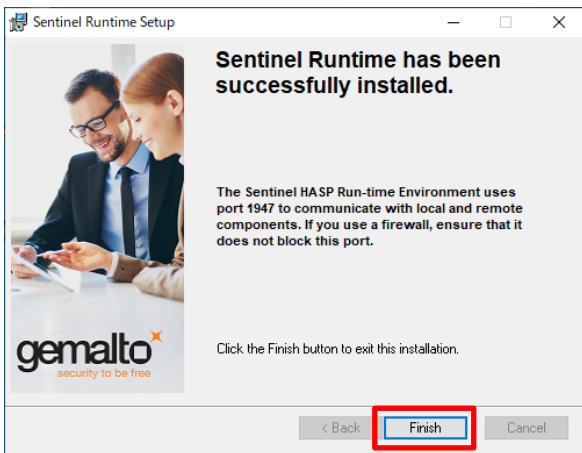 Sentinel Runtime Setup
Sentinel Runtime has been
successfully installed.
The Sentinel HASP Run-time Environment uses
port 1947 to communicate with local and remote
components. If you use a firewall, ensure that it
does not block this port.
gemalto
security to be free
Click the Finish button to exit this installation.
< Back
Finish
Cancel